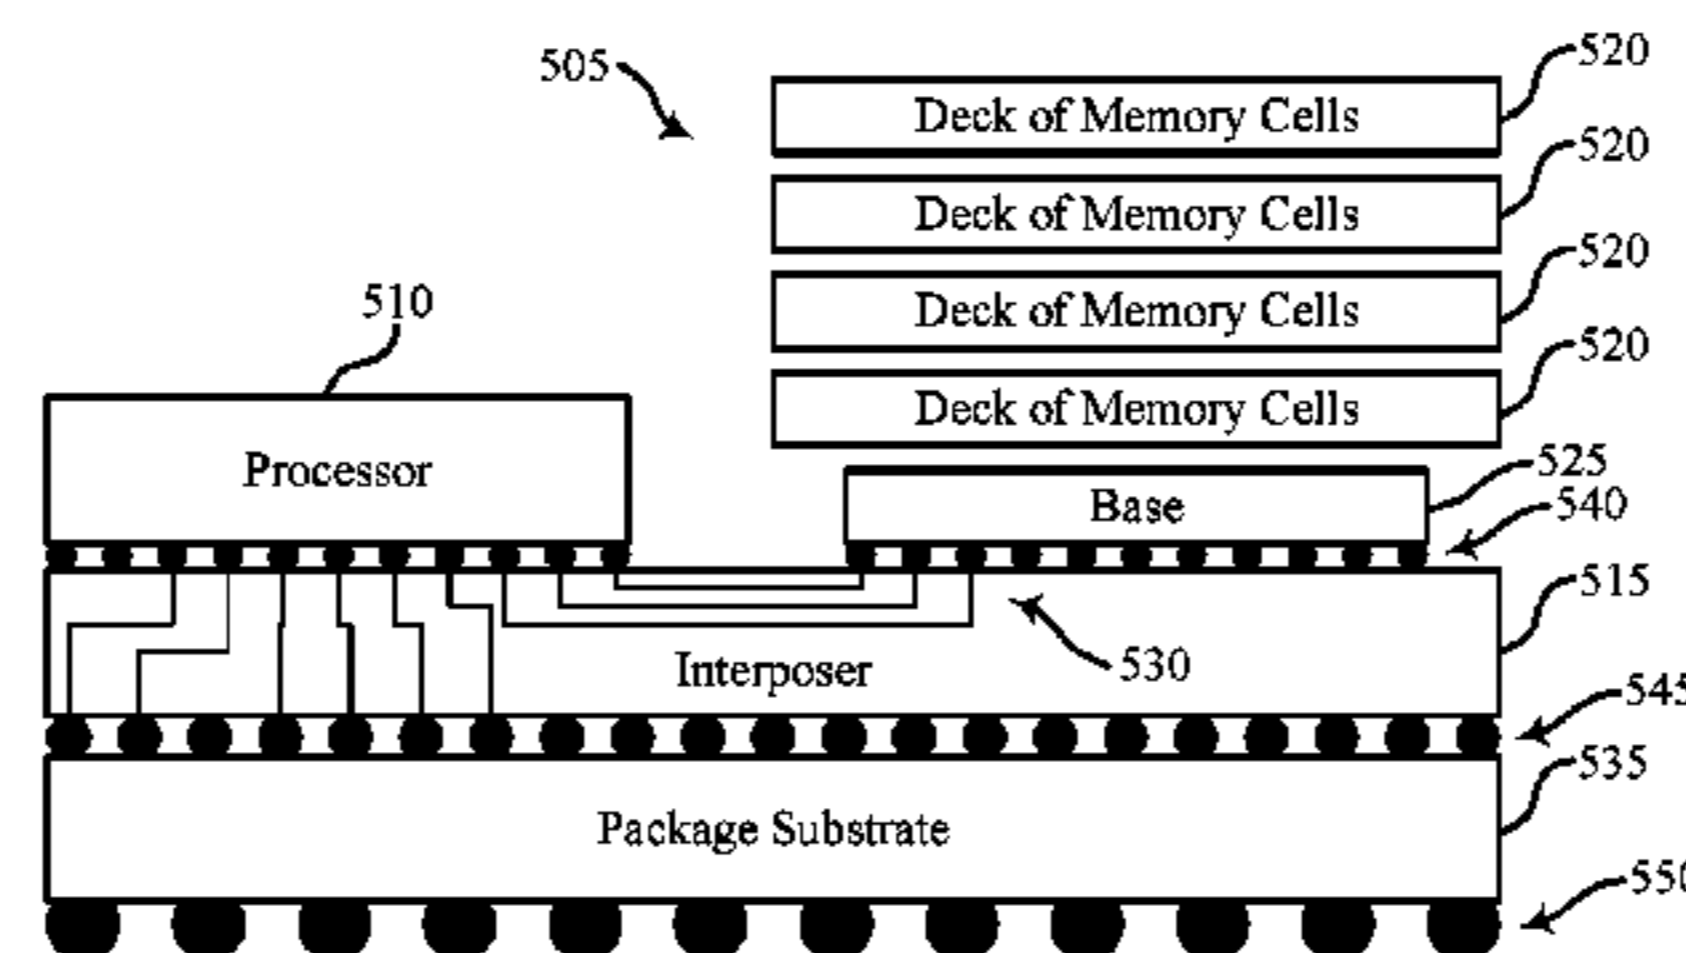 520
505
Deck of Memory Cells
520
Deck of Memory Cells
520
510
Deck of Memory Cells
520
Deck of Memory Cells
Processor
525
Base
540
515
Interposer
530
545
535
Package Substrate
550